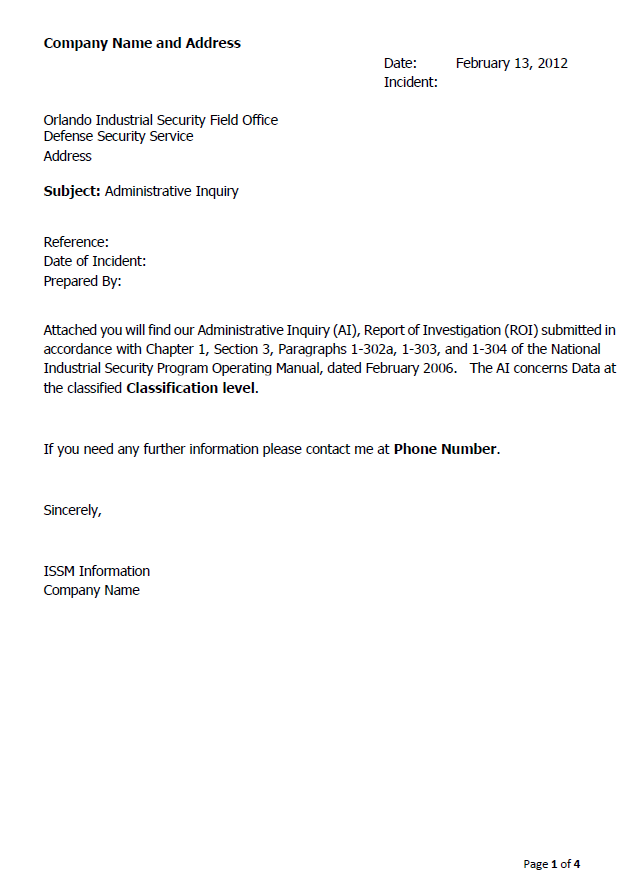 Company Name and Address
Date: February 13, 2012
Incident:
Orlando Industrial Security Field Office
Defense Security Service
Address
Subject: Administrative Inquiry
Reference:
Date of Incident:
Prepared By:
Attached you will find our Administrative Inquiry (AI), Report of Investigation (ROI) submitted in
accordance with Chapter 1, Section 3, Paragraphs 1-302a, 1-303, and 1-304 of the National
Industrial Security Program Operating Manual, dated February 2006. The AI concerns Data at
the classified Classification level.
If you need any further information please contact me at Phone Number.
Sincerely,
ISSM Information
Company Name
Page 1 of 4